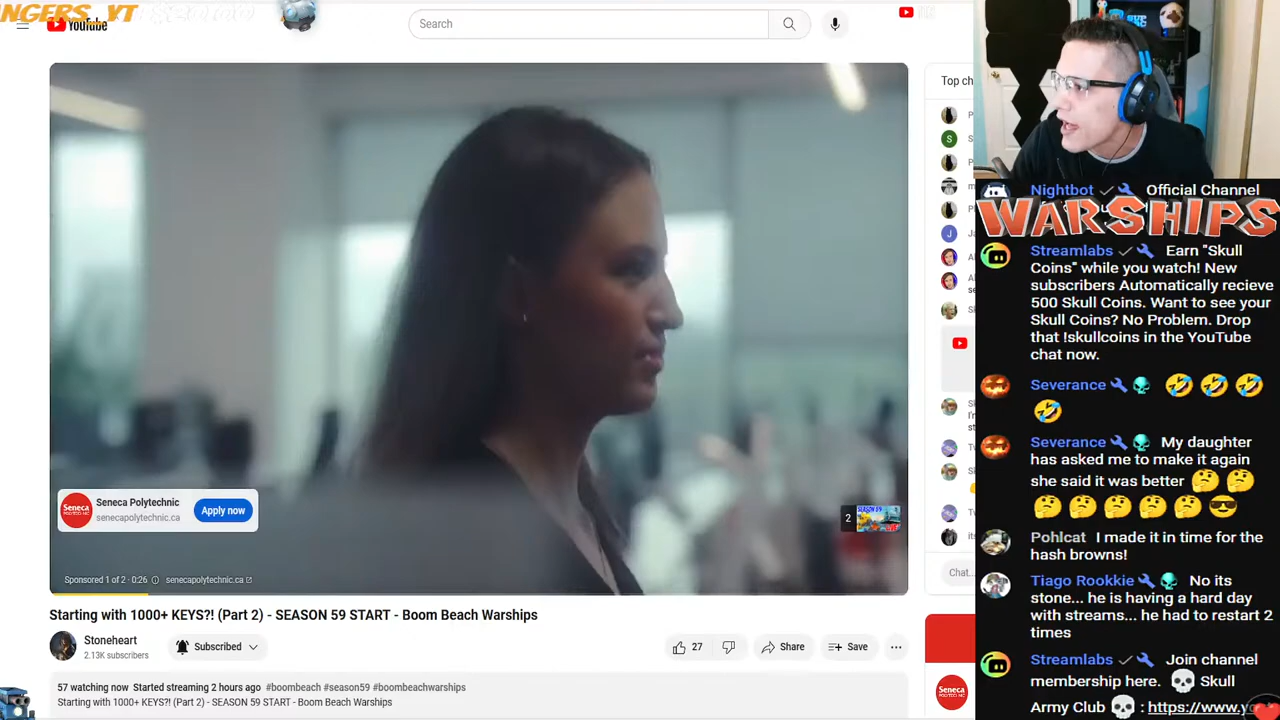 NGERS_YT
YouTube
Search
Top ch
Nightbot Official Channel
WARSHIPS
Streamlabs Earn "Skull
Coins" while you watch! New
subscribers Automatically recieve
500 Skull Coins. Want to see your
Skull Coins? No Problem. Drop
that !skullcoins in the YouTube
chat now.
Severance
Severance My daughter
has asked me to make it again
she said it was better
Pohlcat I made it in time for the
hash browns!
Tiago Rookkie No its
stone... he is having a hard day
with streams... he had to restart 2
times
Streamlabs Join channel
membership here. Skull
Army Club : https://www.y
Seneca Polytechnic
senecapolytechnic.ca
Apply now
2
SEASON 59
Sponsored 1 of 2 · 0:26 senecapolytechnic.ca
Chat...
Starting with 1000+ KEYS?! (Part 2) - SEASON 59 START - Boom Beach Warships
Stoneheart
2.13K subscribers
Subscribed
27
Share
Save
57 watching now Started streaming 2 hours ago #boombeach #season59 #boombeachwarships
Starting with 1000+ KEYS?! (Part 2) - SEASON 59 START - Boom Beach Warships